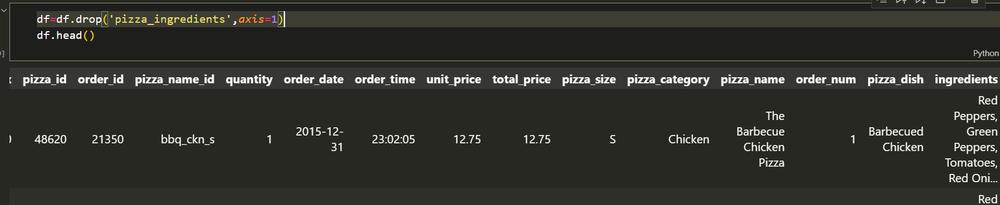 df=df.drop('pizza_ingredients',axis=1)
df.head()
Python
pizza_id order_id pizza_name_id quantity order_date order_time unit_price total_price pizza_size pizza_category pizza_name order_num pizza_dish ingredients
48620 21350 bbq_ckn_s 1 2015-12-31 23:02:05 12.75 12.75 S Chicken The Barbecue Chicken Pizza 1 Barbecued Chicken Red Peppers, Green Peppers, Tomatoes, Red Oni...
Red